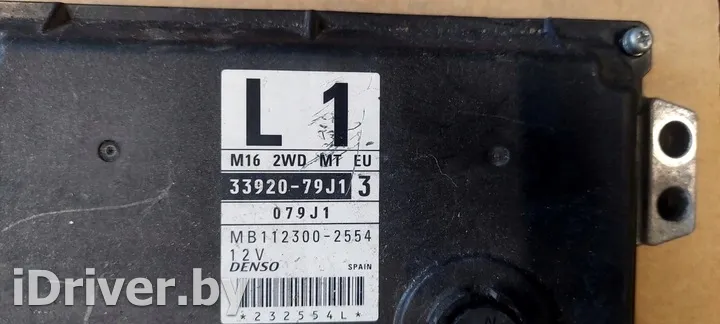 L 1
M16 2WD MT EU
33920-79J1 3
079J1
MB112300-2554
12V
DENSO SPAIN
*232554L*
iDriver.by